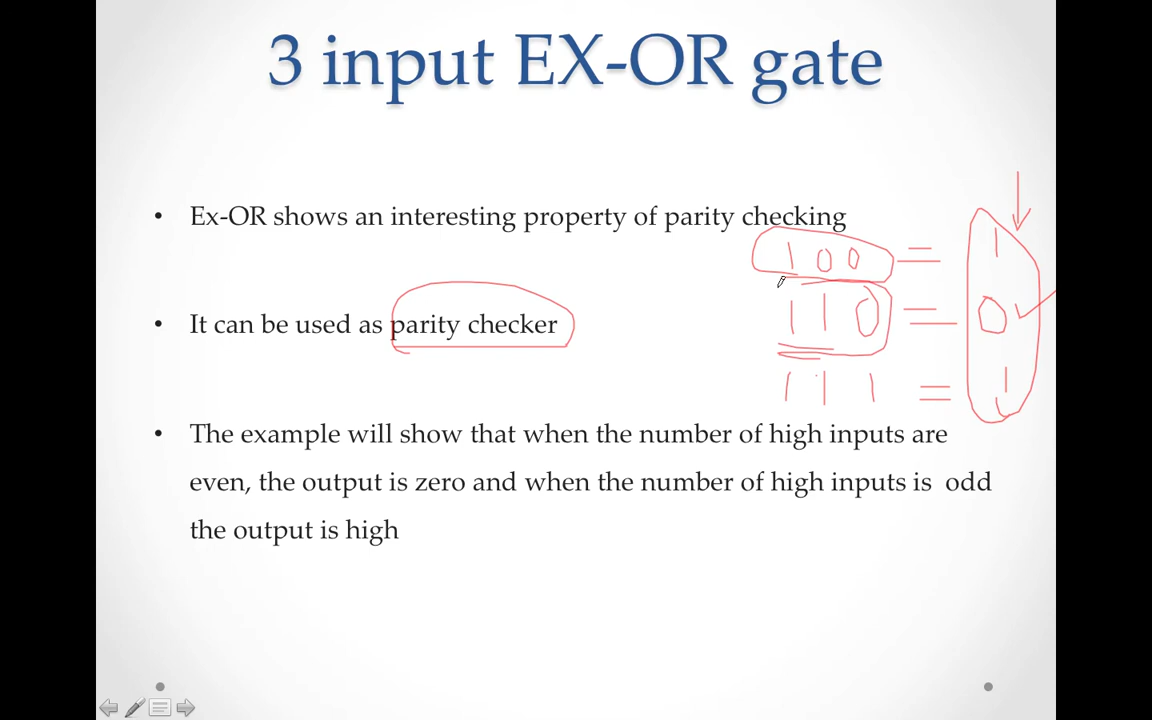 3 input EX-OR gate
• Ex-OR shows an interesting property of parity checking
1 0 0 = 1
• It can be used as parity checker
1 1 0 = 0
1 1 1 = 1
• The example will show that when the number of high inputs are
even, the output is zero and when the number of high inputs is odd
the output is high